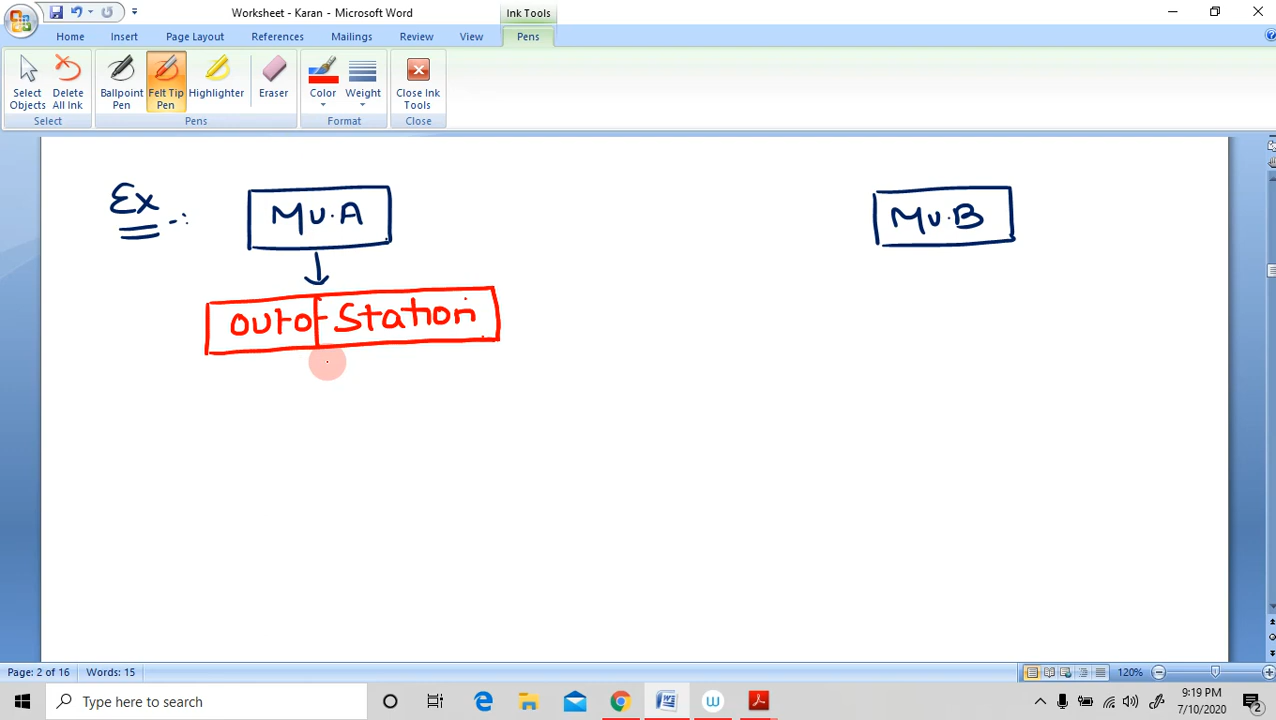 Worksheet - Karan - Microsoft Word
Ink Tools
Home
Insert
Page Layout
References
Mailings
Review
View
Pens
Select Objects
Delete All Ink
Ballpoint Pen
Felt Tip Pen
Highlighter
Eraser
Color
Weight
Close Ink Tools
Select
Pens
Format
Close
Ex :
Mr. A
Mr. B
out of Station
Page: 2 of 16
Words: 15
120%
Type here to search
9:19 PM
7/10/2020
2